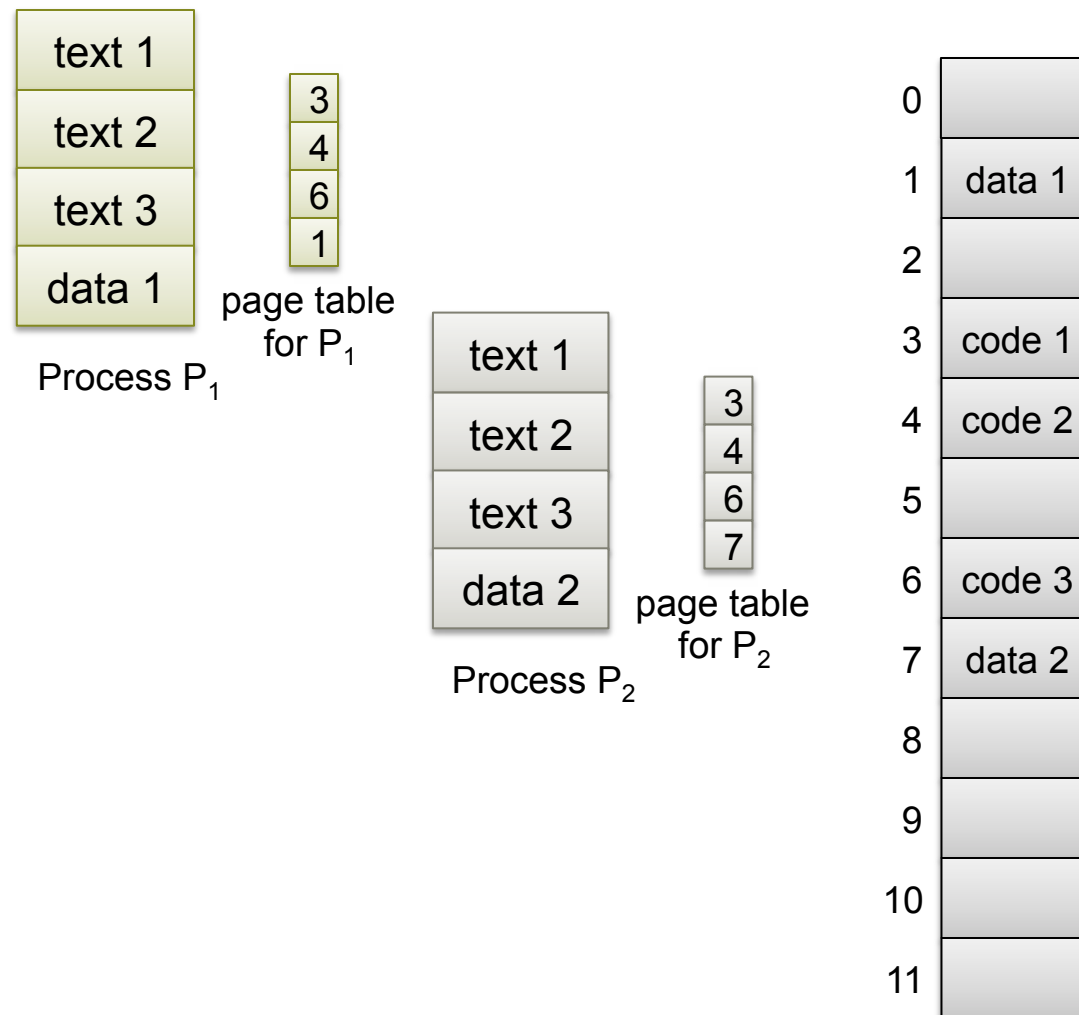 text 1
text 2
text 3
data 1
Process P₁
3
4
6
1
page table
for P₁
text 1
text 2
text 3
data 2
Process P₂
3
4
6
7
page table
for P₂
0
1 data 1
2
3 code 1
4 code 2
5
6 code 3
7 data 2
8
9
10
11